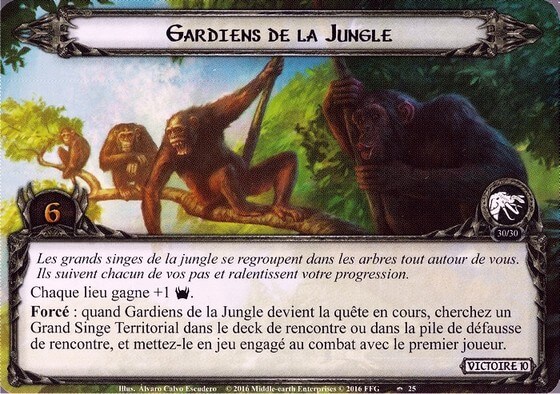 GARDIENS DE LA JUNGLE
6
30/30
Les grands singes de la jungle se regroupent dans les arbres tout autour de vous.
Ils suivent chacun de vos pas et ralentissent votre progression.
Chaque lieu gagne +1 .
Forcé : quand Gardiens de la Jungle devient la quête en cours, cherchez un
Grand Singe Territorial dans le deck de rencontre ou dans la pile de défausse
de rencontre, et mettez-le en jeu engagé au combat avec le premier joueur.
VICTOIRE 10
Illus. Álvaro Calvo Escudero © 2016 Middle-earth Enterprises © 2016 FFG 25